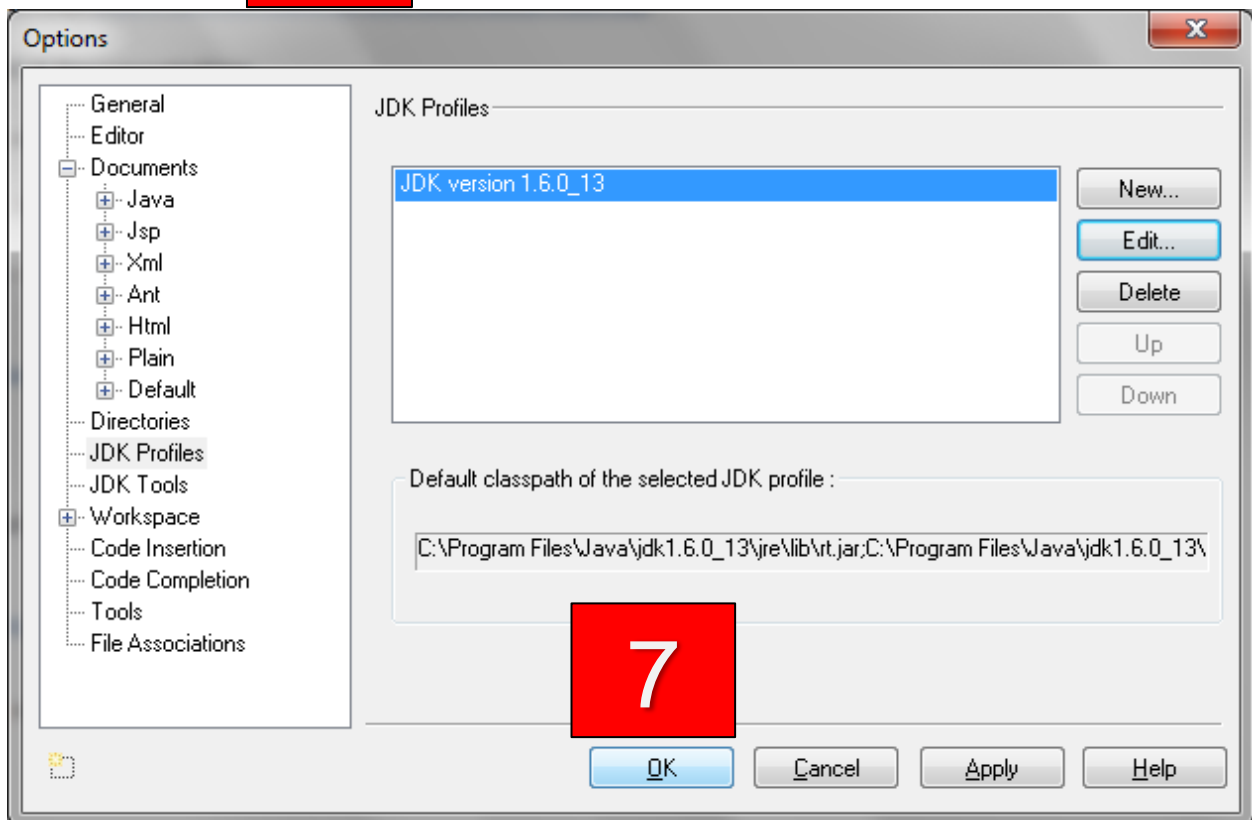 Options
General
Editor
Documents
Java
Jsp
Xml
Ant
Html
Plain
Default
Directories
JDK Profiles
JDK Tools
Workspace
Code Insertion
Code Completion
Tools
File Associations
JDK Profiles
JDK version 1.6.0_13
New...
Edit...
Delete
Up
Down
Default classpath of the selected JDK profile :
C:\Program Files\Java\jdk1.6.0_13\jre\lib\rt.jar;C:\Program Files\Java\jdk1.6.0_13\
7
OK
Cancel
Apply
Help